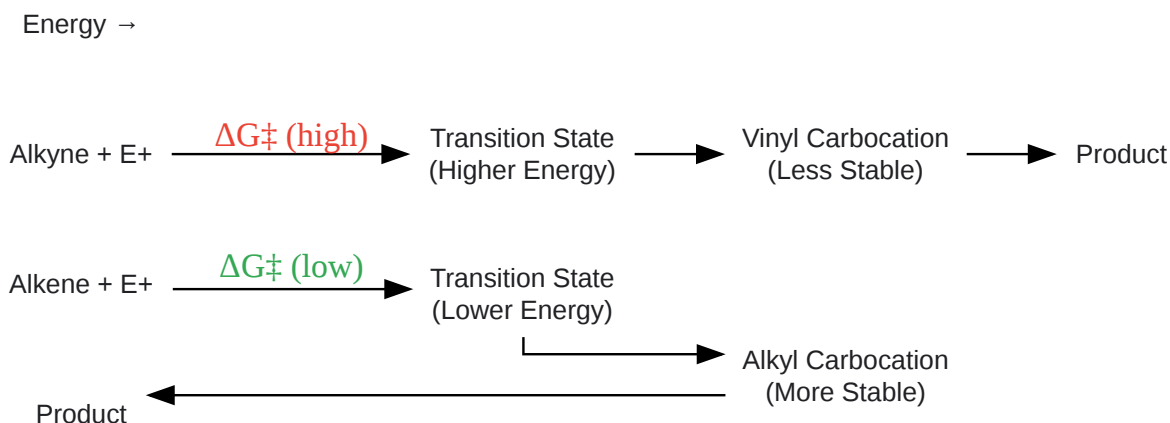 Energy →
ΔG‡ (high)
Alkyne + E+
Transition State
(Higher Energy)
Vinyl Carbocation
(Less Stable)
Product
ΔG‡ (low)
Alkene + E+
Transition State
(Lower Energy)
Alkyl Carbocation
(More Stable)
Product